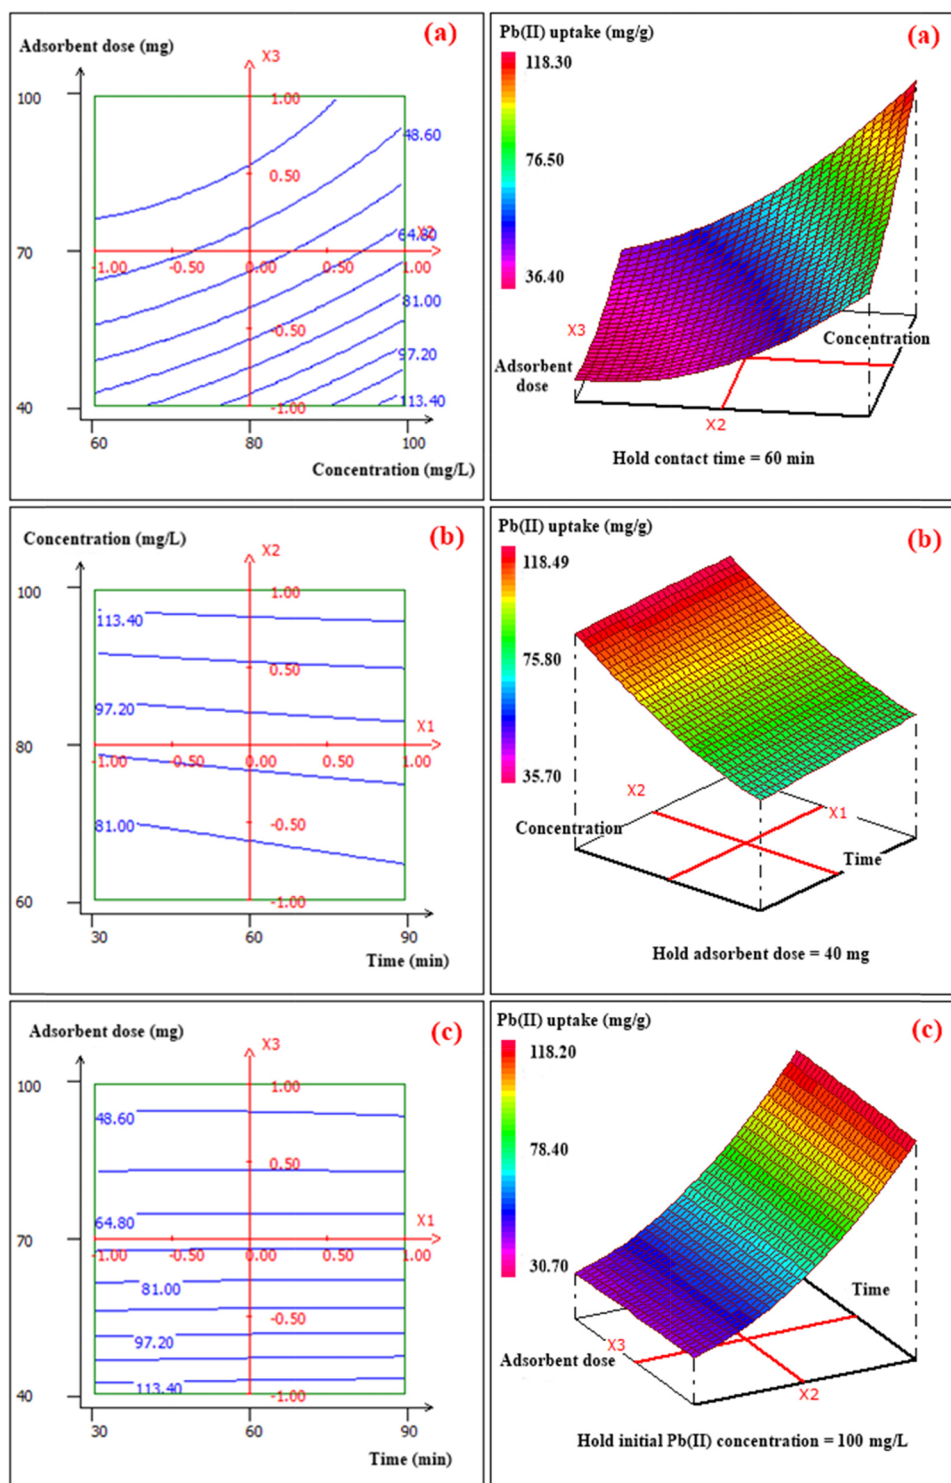 (a)
Adsorbent dose (mg)
X3
100
1.00
48.60
0.50
64.80
X2
70
-1.00
-0.50
0.00
0.50
1.00
81.00
-0.50
97.20
113.40
40
-1.00
60
80
100
Concentration (mg/L)
Pb(II) uptake (mg/g)
(a)
118.30
76.50
36.40
X3
Concentration
Adsorbent
dose
X2
Hold contact time = 60 min
Concentration (mg/L)
(b)
X2
100
1.00
113.40
0.50
97.20
X1
80
-1.00
-0.50
0.00
0.50
1.00
81.00
-0.50
60
-1.00
30
60
90
Time (min)
Pb(II) uptake (mg/g)
(b)
118.49
75.80
35.70
X2
X1
Concentration
Time
Hold adsorbent dose = 40 mg
Adsorbent dose (mg)
(c)
X3
100
1.00
48.60
0.50
64.80
X1
70
-1.00
-0.50
0.00
0.50
1.00
81.00
-0.50
97.20
113.40
40
-1.00
30
60
90
Time (min)
Pb(II) uptake (mg/g)
(c)
118.20
78.40
30.70
Time
X3
Adsorbent dose
X2
Hold initial Pb(II) concentration = 100 mg/L